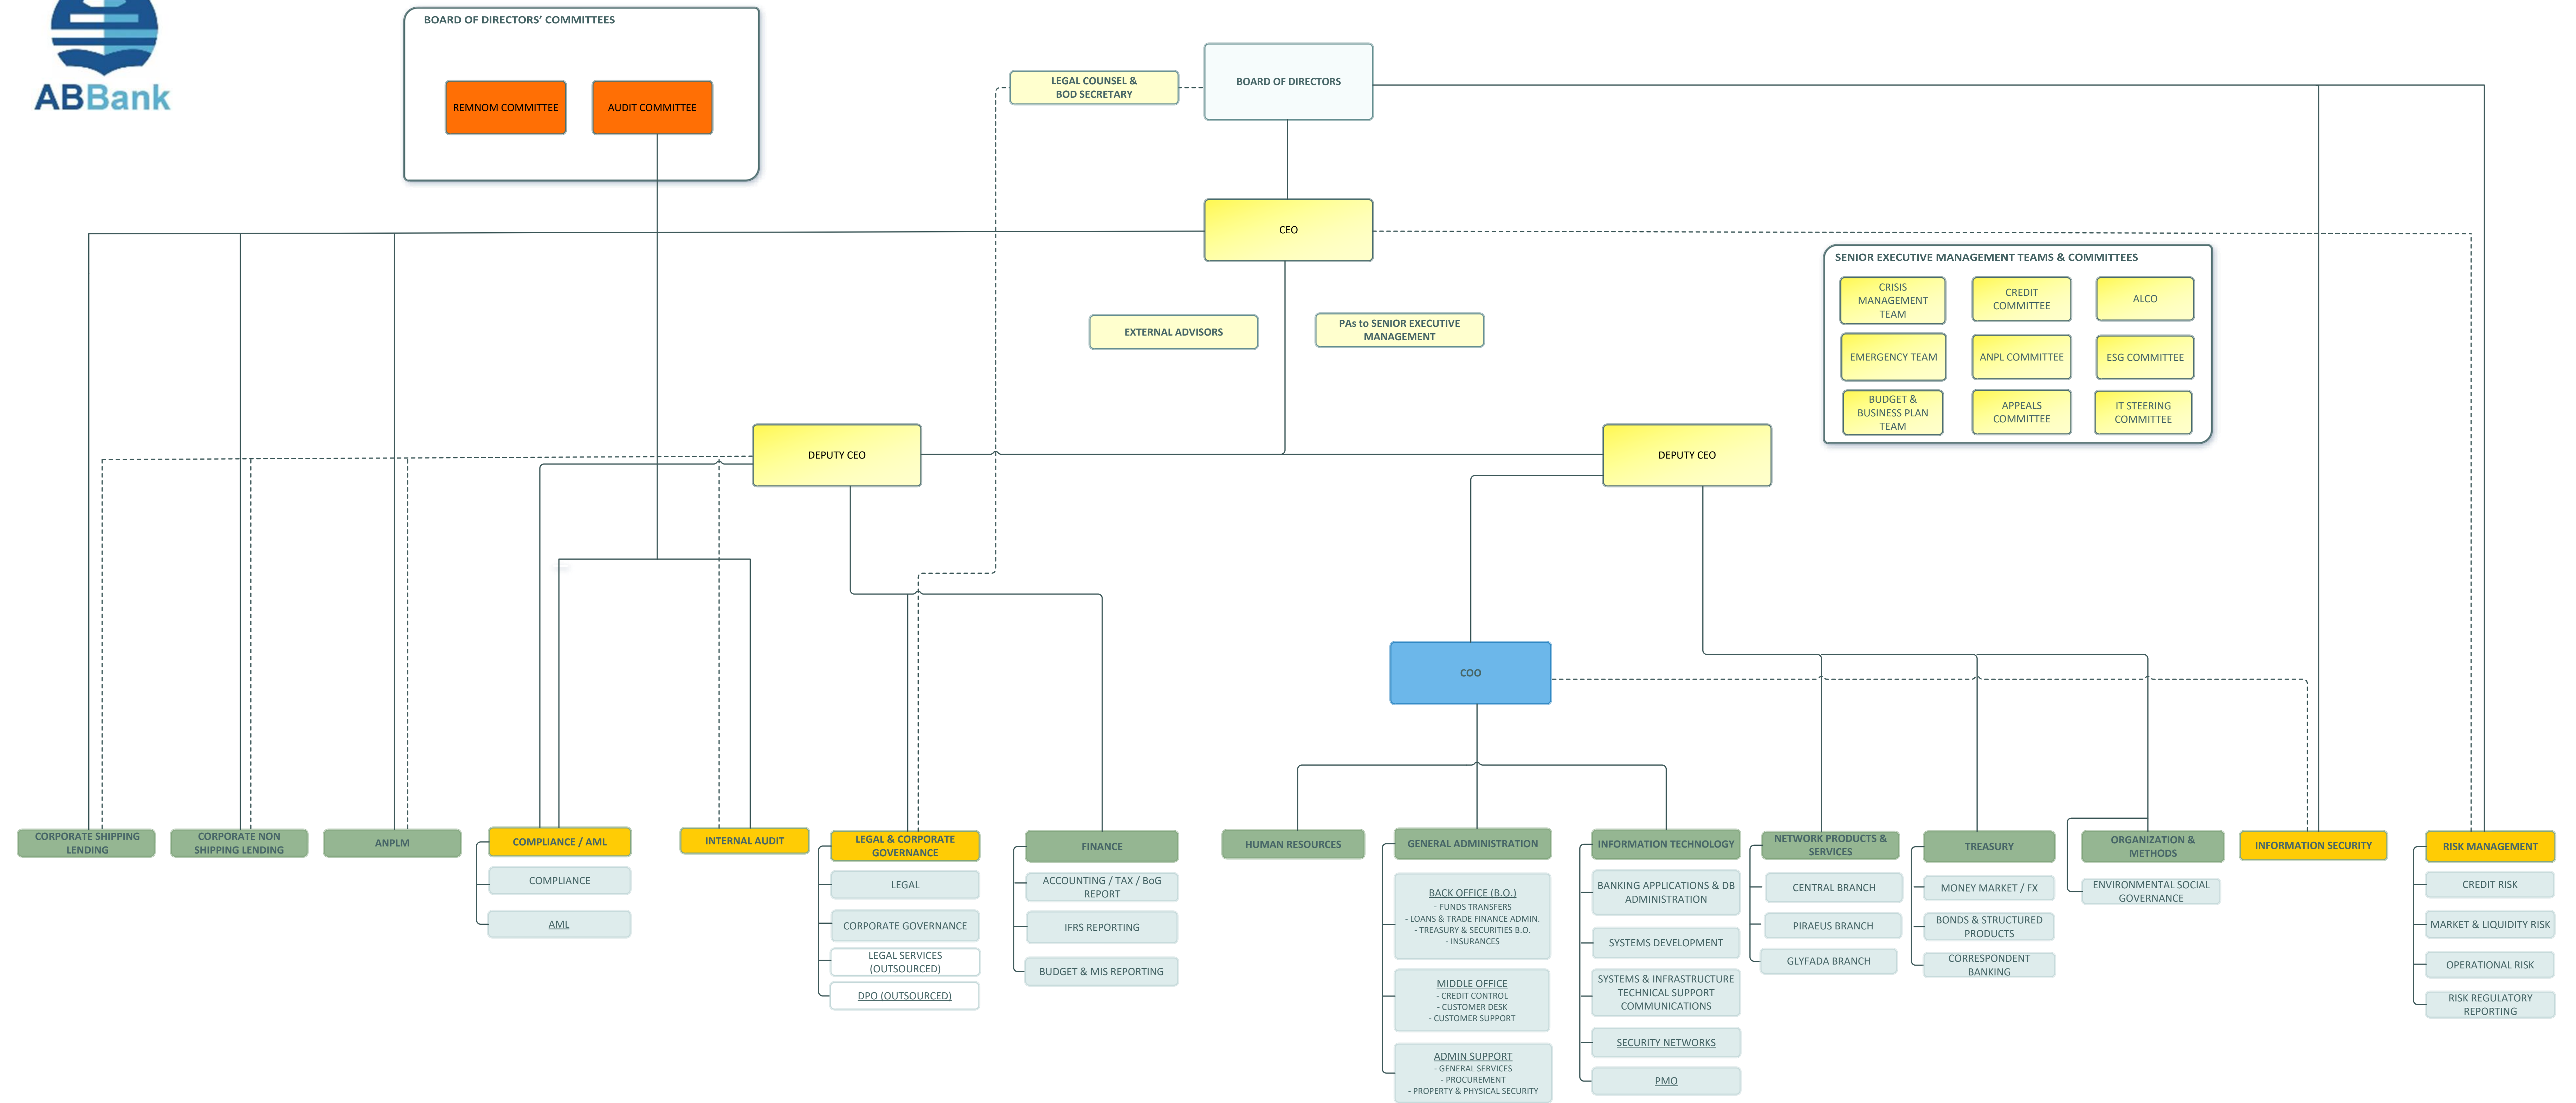 ABBank
BOARD OF DIRECTORS' COMMITTEES
REMNOM COMMITTEE
AUDIT COMMITTEE
LEGAL COUNSEL &
BOD SECRETARY
BOARD OF DIRECTORS
CEO
SENIOR EXECUTIVE MANAGEMENT TEAMS & COMMITTEES
CRISIS
MANAGEMENT
TEAM
CREDIT
COMMITTEE
ALCO
EMERGENCY TEAM
ANPL COMMITTEE
ESG COMMITTEE
BUDGET &
BUSINESS PLAN
TEAM
APPEALS
COMMITTEE
IT STEERING
COMMITTEE
EXTERNAL ADVISORS
PAs to SENIOR EXECUTIVE
MANAGEMENT
DEPUTY CEO
DEPUTY CEO
COO
CORPORATE SHIPPING
LENDING
CORPORATE NON
SHIPPING LENDING
ANPLM
COMPLIANCE / AML
COMPLIANCE
AML
INTERNAL AUDIT
LEGAL & CORPORATE
GOVERNANCE
LEGAL
CORPORATE GOVERNANCE
LEGAL SERVICES
(OUTSOURCED)
DPO (OUTSOURCED)
FINANCE
ACCOUNTING / TAX / BoG
REPORT
IFRS REPORTING
BUDGET & MIS REPORTING
HUMAN RESOURCES
GENERAL ADMINISTRATION
BACK OFFICE (B.O.)
- FUNDS TRANSFERS
- LOANS & TRADE FINANCE ADMIN.
- TREASURY & SECURITIES B.O.
- INSURANCES
MIDDLE OFFICE
- CREDIT CONTROL
- CUSTOMER DESK
- CUSTOMER SUPPORT
ADMIN SUPPORT
- GENERAL SERVICES
- PROCUREMENT
- PROPERTY & PHYSICAL SECURITY
INFORMATION TECHNOLOGY
BANKING APPLICATIONS & DB
ADMINISTRATION
SYSTEMS DEVELOPMENT
SYSTEMS & INFRASTRUCTURE
TECHNICAL SUPPORT
COMMUNICATIONS
SECURITY NETWORKS
PMO
NETWORK PRODUCTS &
SERVICES
CENTRAL BRANCH
PIRAEUS BRANCH
GLYFADA BRANCH
TREASURY
MONEY MARKET / FX
BONDS & STRUCTURED
PRODUCTS
CORRESPONDENT
BANKING
ORGANIZATION &
METHODS
ENVIRONMENTAL SOCIAL
GOVERNANCE
INFORMATION SECURITY
RISK MANAGEMENT
CREDIT RISK
MARKET & LIQUIDITY RISK
OPERATIONAL RISK
RISK REGULATORY
REPORTING